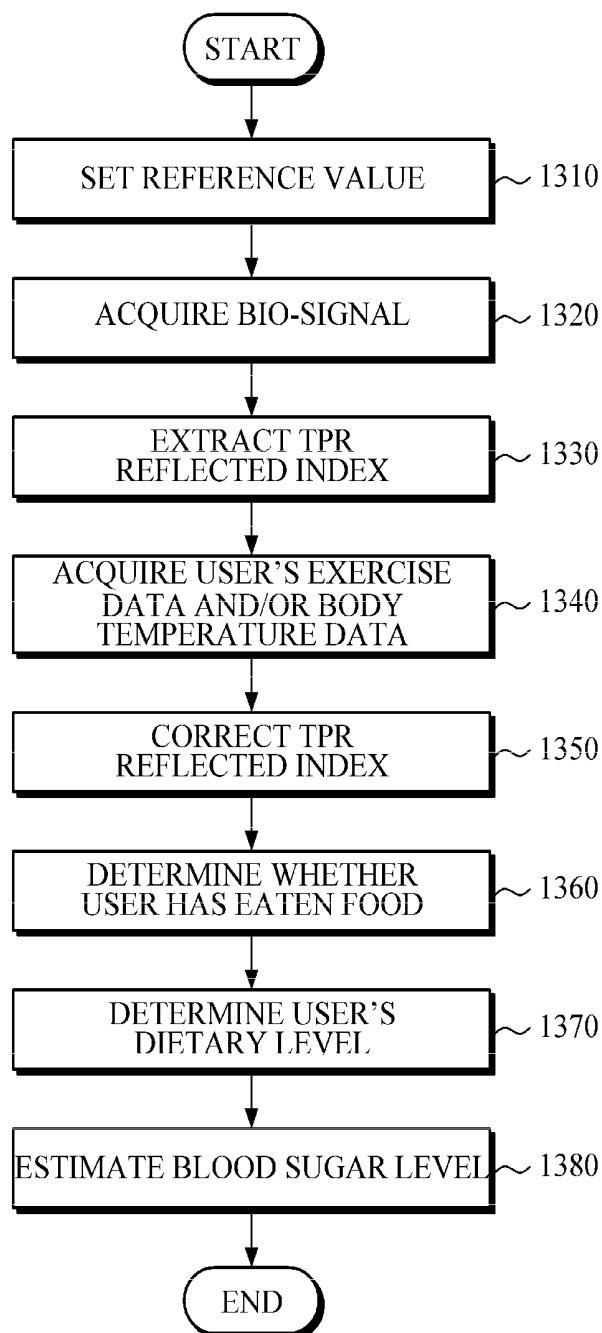 START
SET REFERENCE VALUE
1310
ACQUIRE BIO-SIGNAL
1320
EXTRACT TPR
REFLECTED INDEX
1330
ACQUIRE USER'S EXERCISE
DATA AND/OR BODY
TEMPERATURE DATA
1340
CORRECT TPR
REFLECTED INDEX
1350
DETERMINE WHETHER
USER HAS EATEN FOOD
1360
DETERMINE USER'S
DIETARY LEVEL
1370
ESTIMATE BLOOD SUGAR LEVEL
1380
END